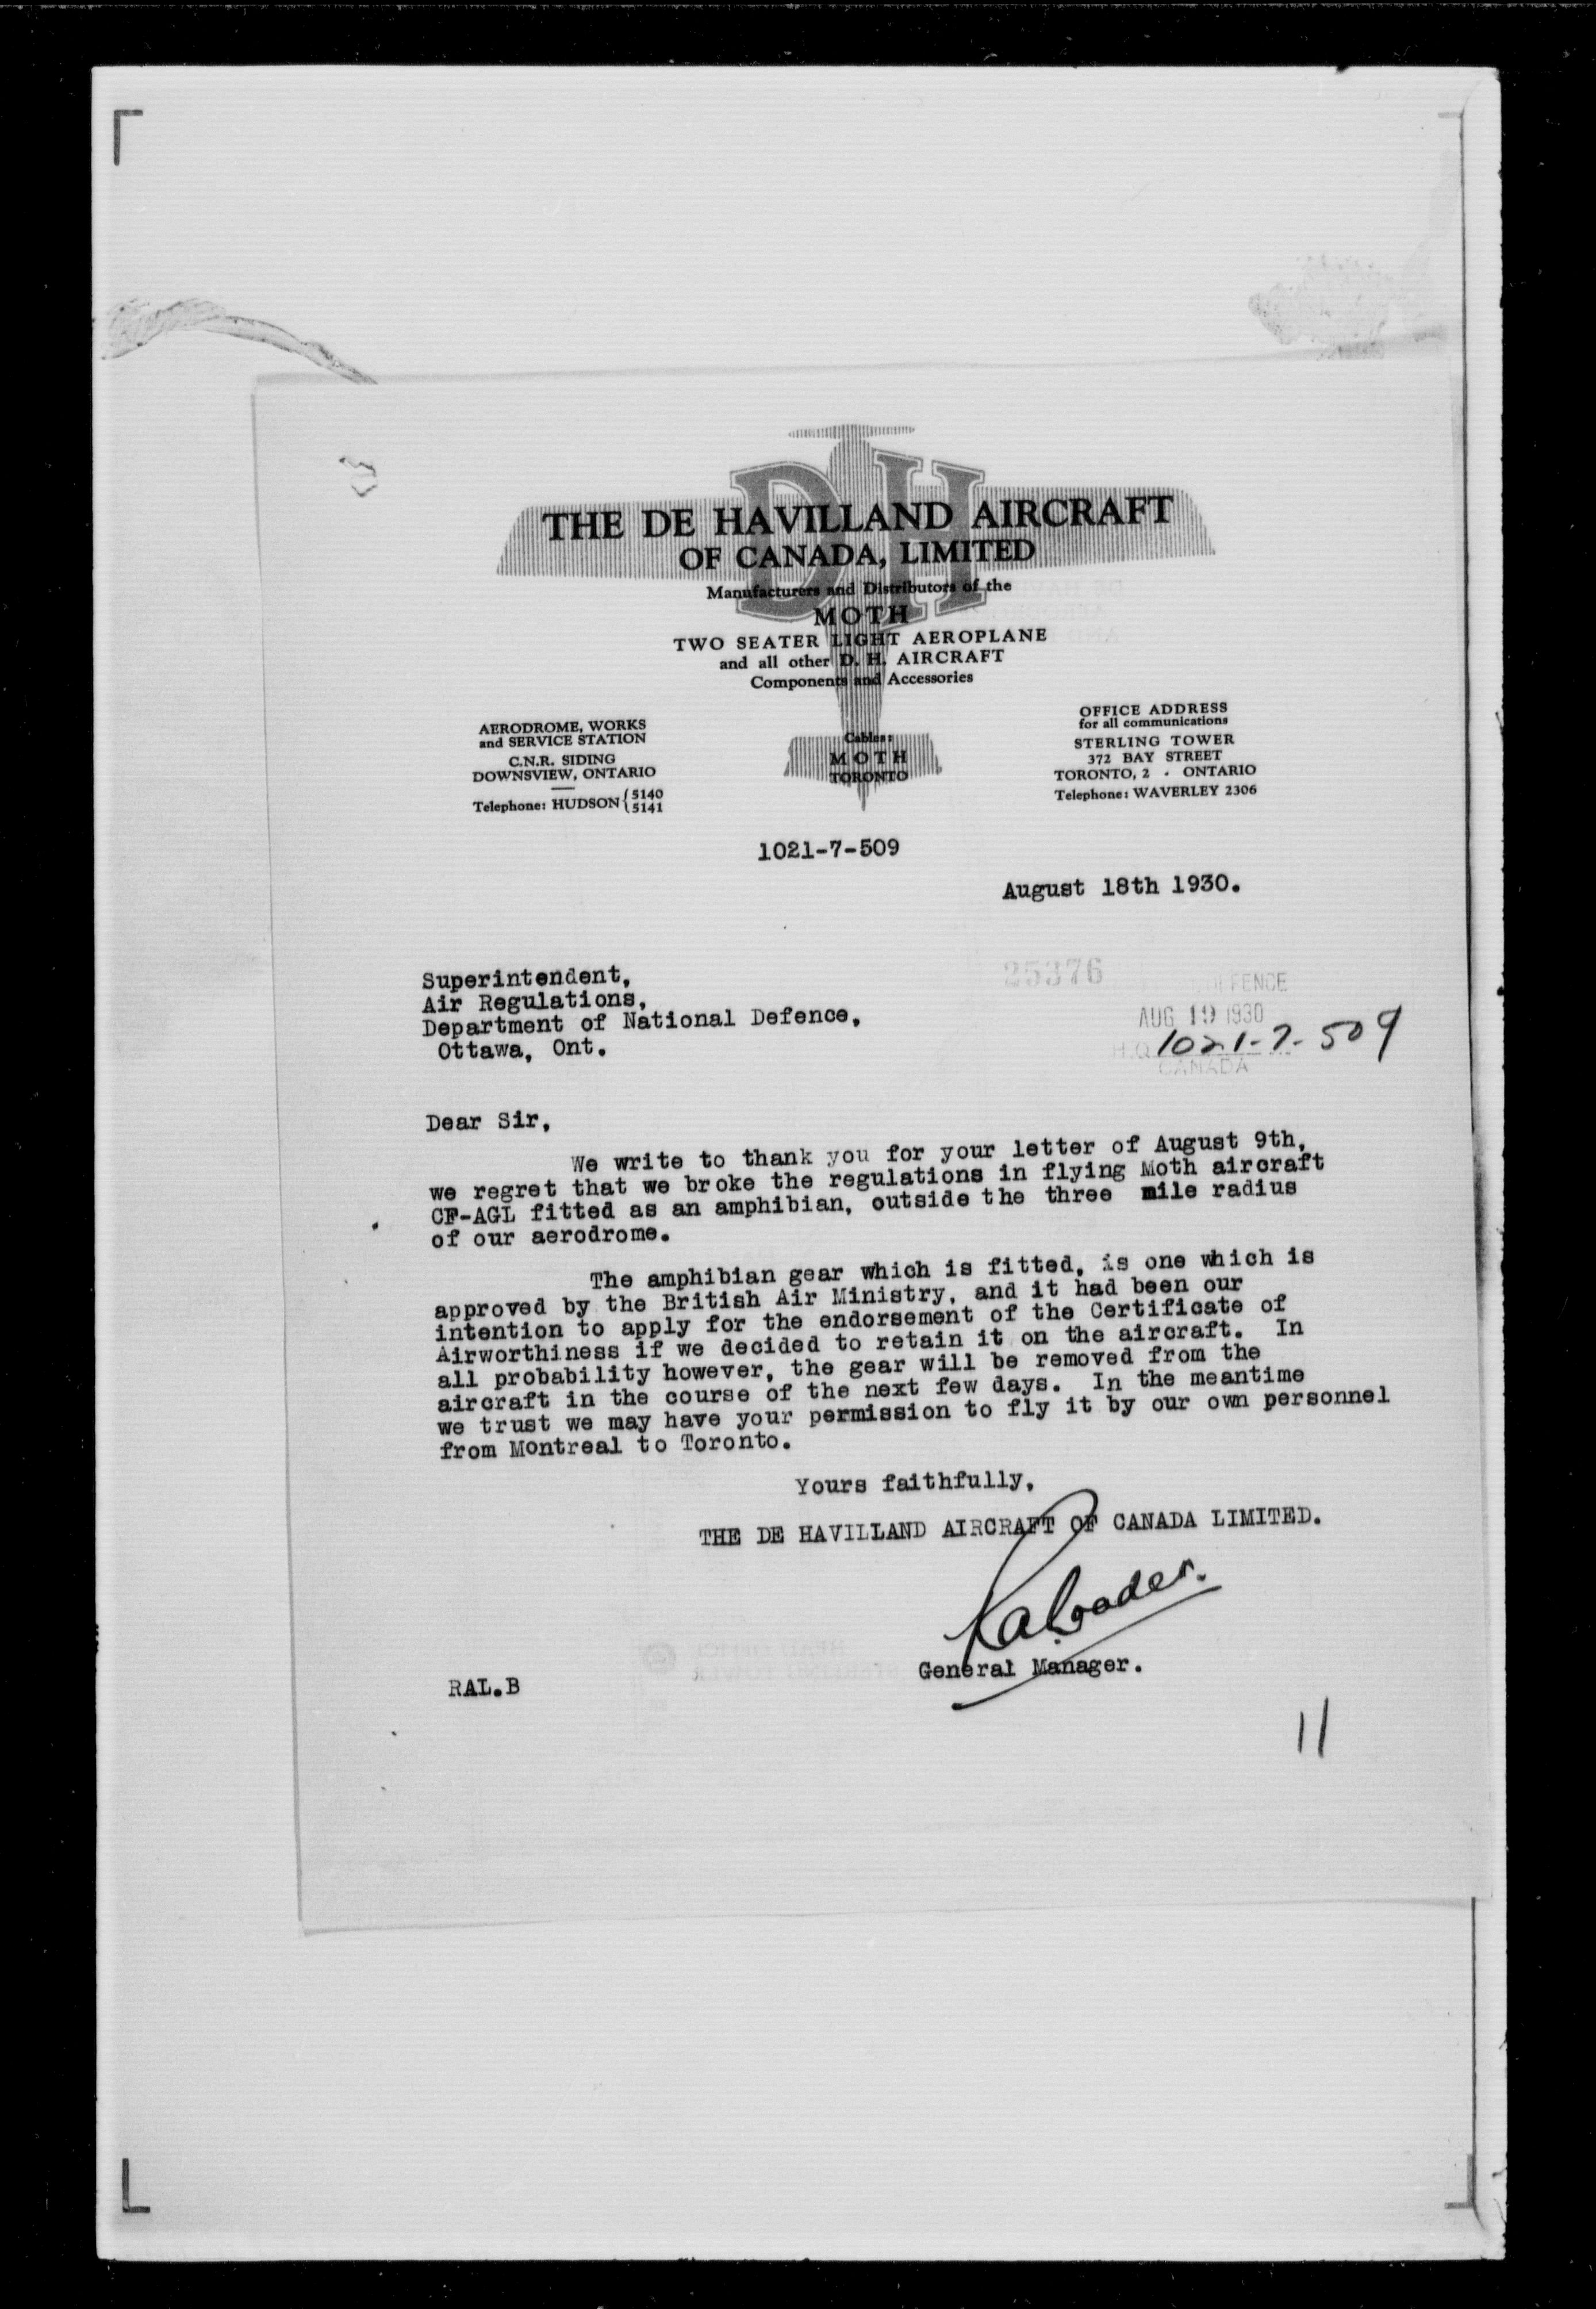 DH
THE DE HAVILLAND AIRCRAFT
OF CANADA, LIMITED
Manufacturers and Distributors of the
MOTH
TWO SEATER LIGHT AEROPLANE
and all other D. H. AIRCRAFT
Components and Accessories
AERODROME, WORKS
and SERVICE STATION
C.N.R. SIDING
DOWNSVIEW, ONTARIO
Telephone: HUDSON { 5140
5141
Cables:
MOTH
TORONTO
OFFICE ADDRESS
for all communications
STERLING TOWER
372 BAY STREET
TORONTO, 2 - ONTARIO
Telephone: WAVERLEY 2306
1021-7-509
August 18th 1930.
25376
DEFENCE
AUG 19 1930
H.Q. 1021-7-509
CANADA
Superintendent,
Air Regulations,
Department of National Defence,
Ottawa, Ont.
Dear Sir,
We write to thank you for your letter of August 9th,
we regret that we broke the regulations in flying Moth aircraft
CF-AGL fitted as an amphibian, outside the three mile radius
of our aerodrome.
The amphibian gear which is fitted, is one which is
approved by the British Air Ministry, and it had been our
intention to apply for the endorsement of the Certificate of
Airworthiness if we decided to retain it on the aircraft. In
all probability however, the gear will be removed from the
aircraft in the course of the next few days. In the meantime
we trust we may have your permission to fly it by our own personnel
from Montreal to Toronto.
Yours faithfully,
THE DE HAVILLAND AIRCRAFT OF CANADA LIMITED.
General Manager.
RAL.B
11